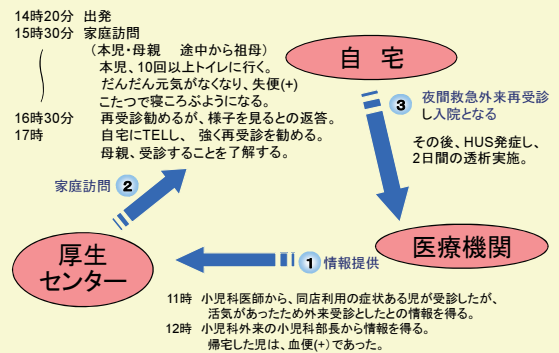 14時20分 出発
15時30分 家庭訪問
(本児・母親 途中から祖母)
本児、10回以上トイレに行く。
だんだん元気がなくなり、失便(+)
こたつで寝ころぶようになる。
16時30分 再受診勧めるが、様子を見るとの返答。
17時 自宅にTELし、強く再受診を勧める。
母親、受診することを了解する。
自 宅
3 夜間救急外来再受診
し入院となる
その後、HUS発症し、
2日間の透析実施。
家庭訪問 2
厚生
センター
医療機関
1 情報提供
11時 小児科医師から、同店利用の症状ある児が受診したが、
活気があったため外来受診としたとの情報を得る。
12時 小児科外来の小児科部長から情報を得る。
帰宅した児は、血便(+)であった。